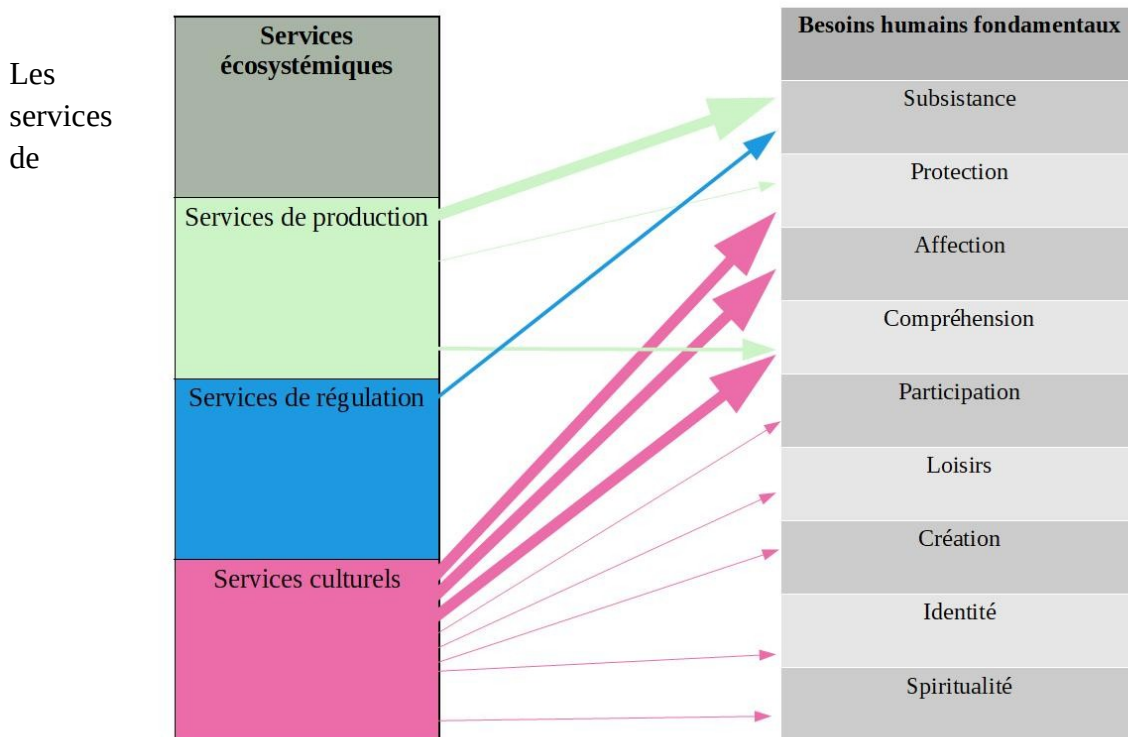 Les
services
de
Services
écosystémiques
Services de production
Services de régulation
Services culturels
Besoins humains fondamentaux
Subsistance
Protection
Affection
Compréhension
Participation
Loisirs
Création
Identité
Spiritualité